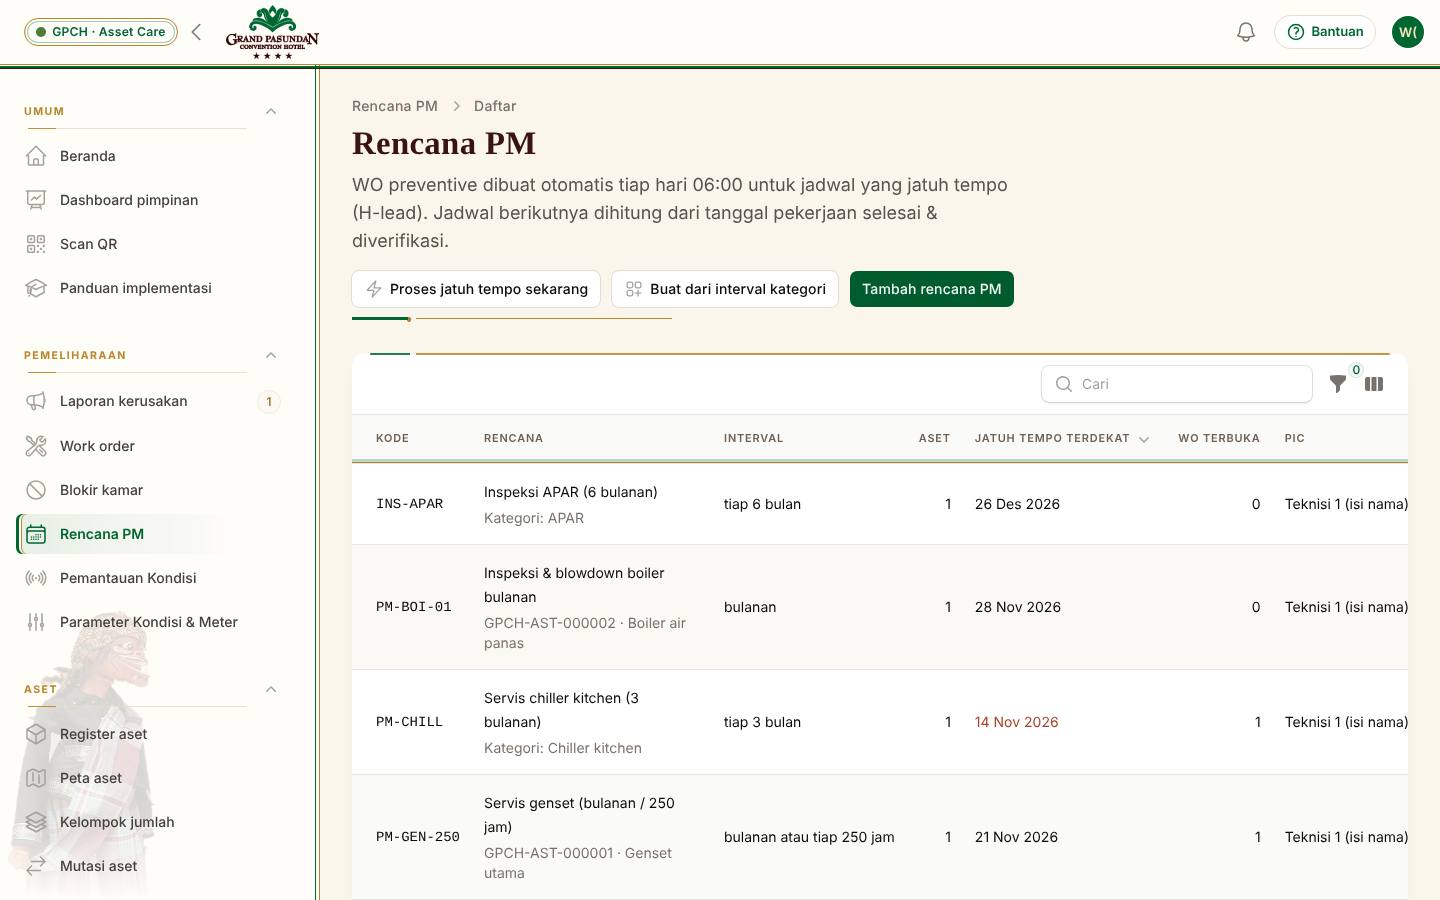 GPCH · Asset Care
GRAND PASUNDAN
CONVENTION HOTEL
Bantuan
W(
UMUM
Beranda
Dashboard pimpinan
Scan QR
Panduan implementasi
PEMELIHARAAN
Laporan kerusakan
1
Work order
Blokir kamar
Rencana PM
Pemantauan Kondisi
Parameter Kondisi & Meter
ASET
Register aset
Peta aset
Kelompok jumlah
Mutasi aset
Rencana PM > Daftar
Rencana PM
WO preventive dibuat otomatis tiap hari 06:00 untuk jadwal yang jatuh tempo
(H-lead). Jadwal berikutnya dihitung dari tanggal pekerjaan selesai &
diverifikasi.
Proses jatuh tempo sekarang
Buat dari interval kategori
Tambah rencana PM
Cari
0
KODE RENCANA INTERVAL ASET JATUH TEMPO TERDEKAT WO TERBUKA PIC
INS-APAR
Inspeksi APAR (6 bulanan)
Kategori: APAR
tiap 6 bulan
1
26 Des 2026
0
Teknisi 1 (isi nama)
PM-BOI-01
Inspeksi & blowdown boiler
bulanan
GPCH-AST-000002 · Boiler air
panas
bulanan
1
28 Nov 2026
0
Teknisi 1 (isi nama)
PM-CHILL
Servis chiller kitchen (3
bulanan)
Kategori: Chiller kitchen
tiap 3 bulan
1
14 Nov 2026
1
Teknisi 1 (isi nama)
PM-GEN-250
Servis genset (bulanan / 250
jam)
GPCH-AST-000001 · Genset
utama
bulanan atau tiap 250 jam
1
21 Nov 2026
1
Teknisi 1 (isi nama)